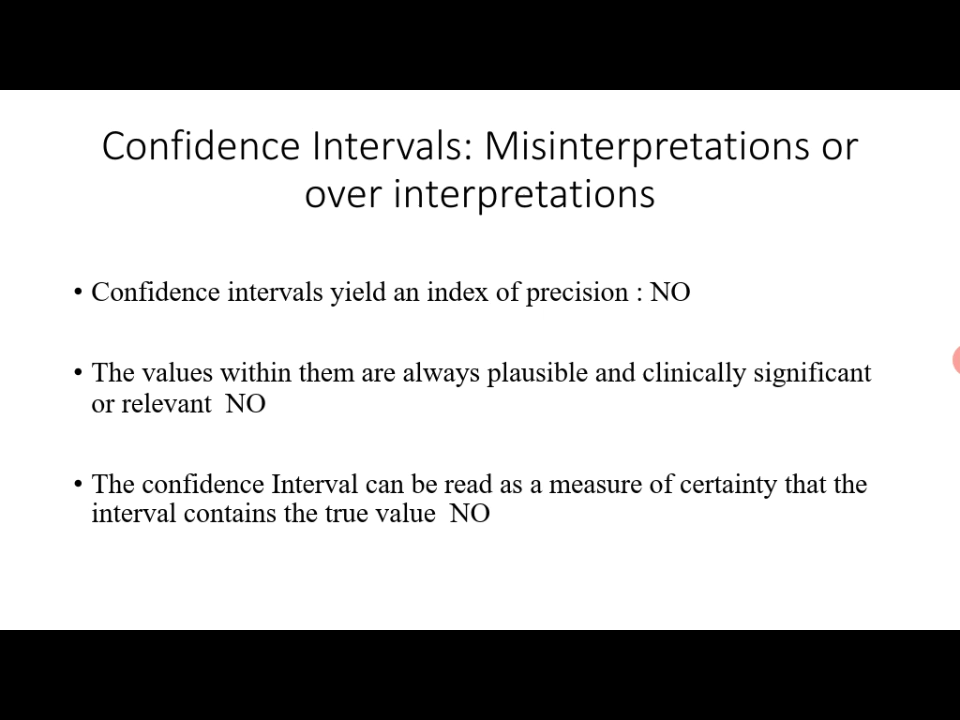 Confidence Intervals: Misinterpretations or
over interpretations
• Confidence intervals yield an index of precision : NO
• The values within them are always plausible and clinically significant
or relevant  NO
• The confidence Interval can be read as a measure of certainty that the
interval contains the true value  NO